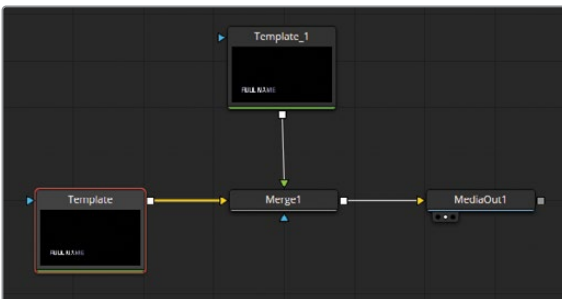 Template_1
FULL NAME
Template
Merge1
MediaOut1
FULL NAME